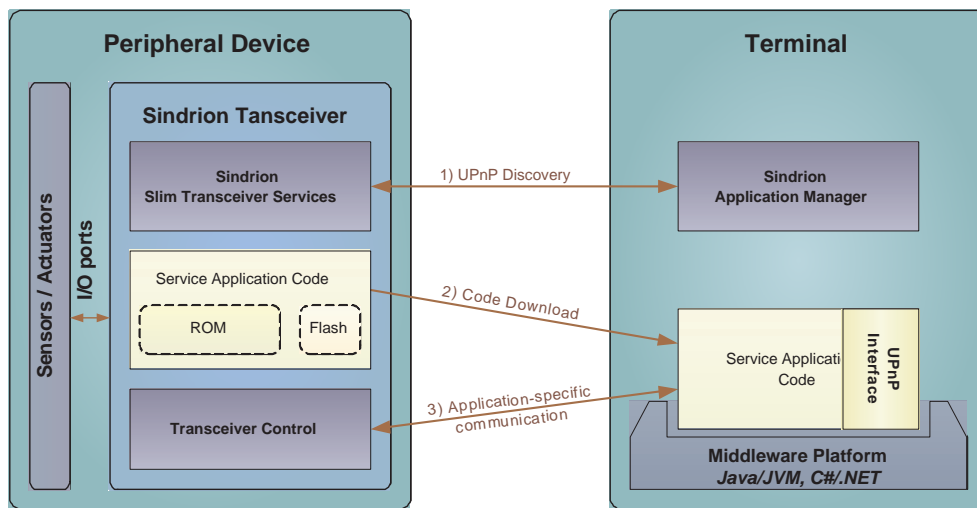 Peripheral Device
Sensors / Actuators
I/O ports
Sindrion Tansceiver
Sindrion
Slim Transceiver Services
Service Application Code
ROM
Flash
Transceiver Control
1) UPnP Discovery
2) Code Download
3) Application-specific
communication
Terminal
Sindrion
Application Manager
Service Applicati
Code
UPnP
Interface
Middleware Platform
Java/JVM, C#/.NET